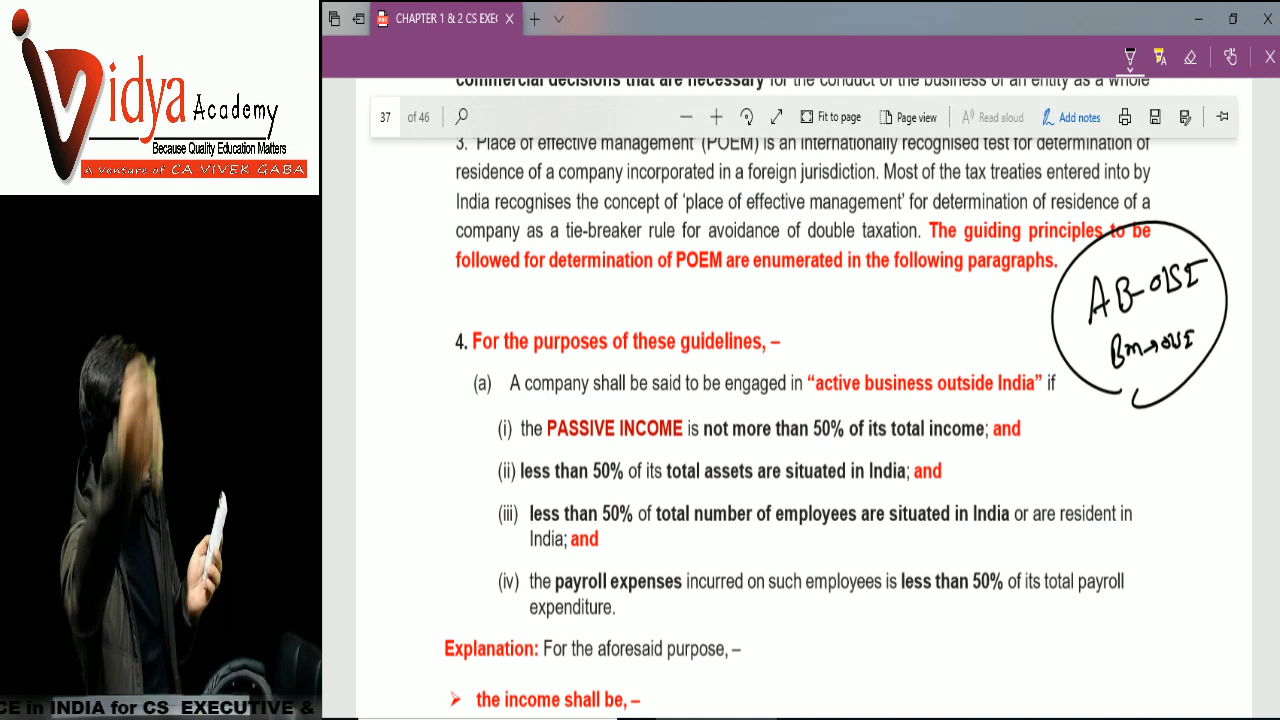 Vidya
Academy
Because Quality Education Matters
A Venture of CA VIVEK GABA
CE in INDIA for CS EXECUTIVE &
CHAPTER 1 & 2 CS EXEC
commercial decisions that are necessary for the conduct of the business of an entity as a whole
37 of 46
Fit to page
Page view
Read aloud
Add notes
3. 'Place of effective management' (POEM) is an internationally recognised test for determination of
residence of a company incorporated in a foreign jurisdiction. Most of the tax treaties entered into by
India recognises the concept of 'place of effective management' for determination of residence of a
company as a tie-breaker rule for avoidance of double taxation. The guiding principles to be
followed for determination of POEM are enumerated in the following paragraphs.
AB-OSI
Bm→OSI
4. For the purposes of these guidelines, –
(a) A company shall be said to be engaged in “active business outside India” if
(i) the PASSIVE INCOME is not more than 50% of its total income; and
(ii) less than 50% of its total assets are situated in India; and
(iii) less than 50% of total number of employees are situated in India or are resident in
India; and
(iv) the payroll expenses incurred on such employees is less than 50% of its total payroll
expenditure.
Explanation: For the aforesaid purpose, –
the income shall be, –